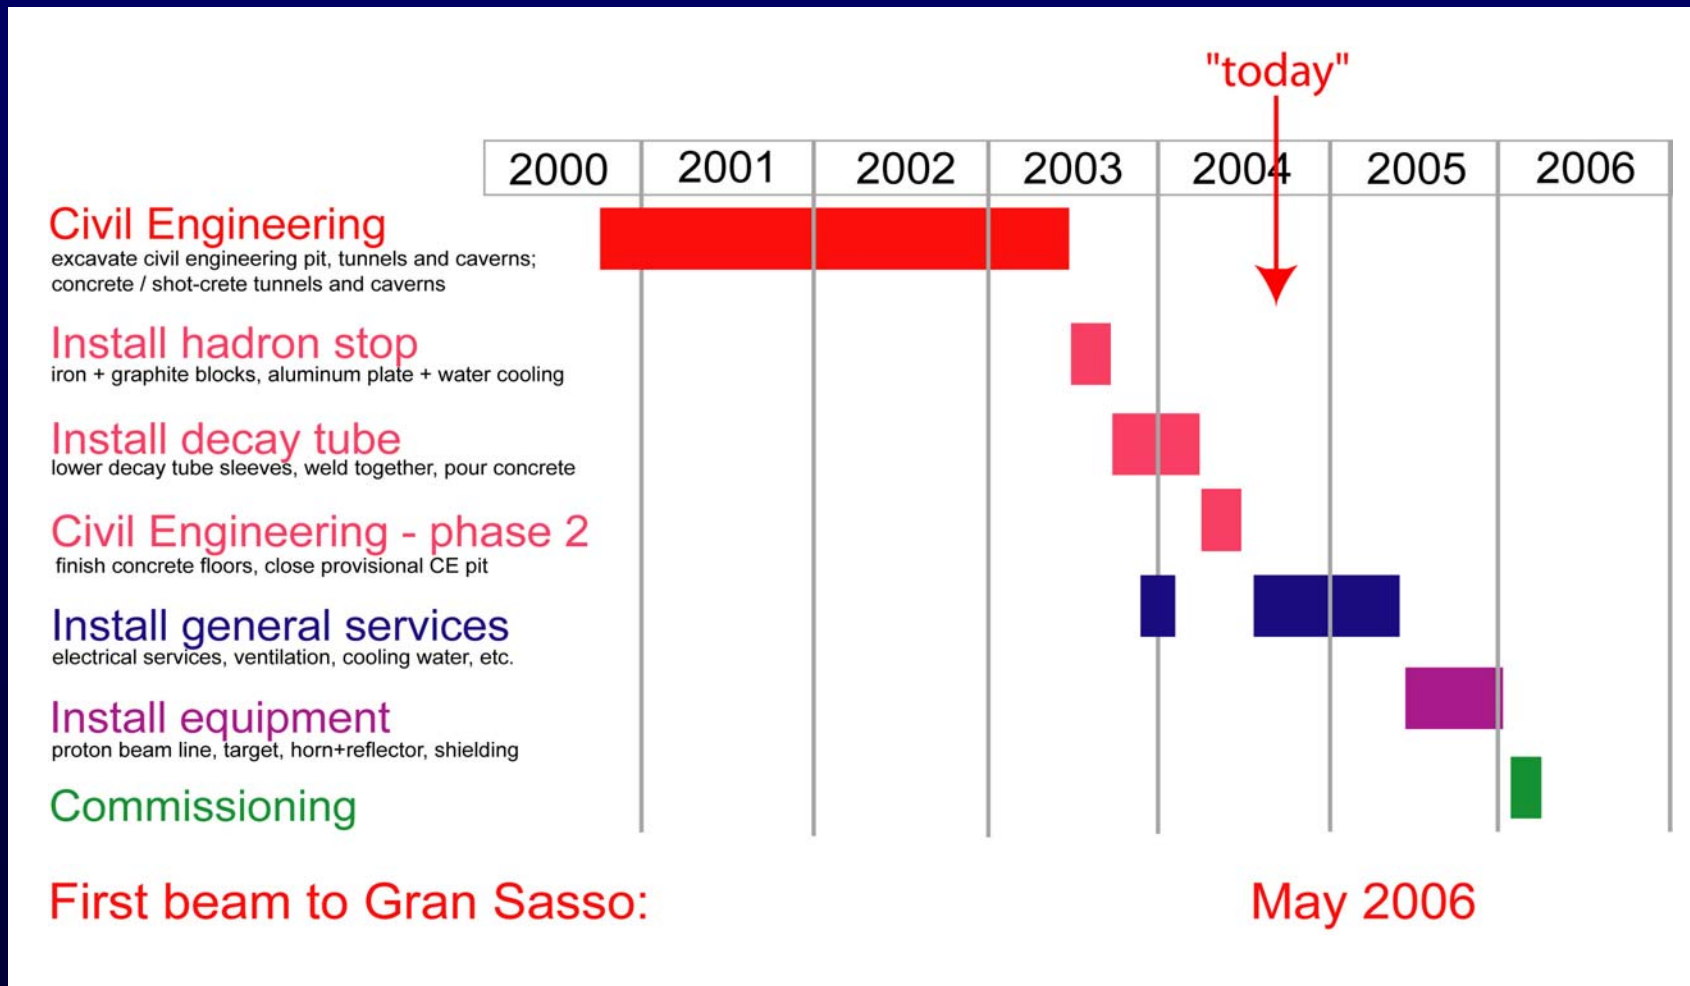 "today"
2000 2001 2002 2003 2004 2005 2006
Civil Engineering
excavate civil engineering pit, tunnels and caverns;
concrete / shot-crete tunnels and caverns
Install hadron stop
iron + graphite blocks, aluminum plate + water cooling
Install decay tube
lower decay tube sleeves, weld together, pour concrete
Civil Engineering - phase 2
finish concrete floors, close provisional CE pit
Install general services
electrical services, ventilation, cooling water, etc.
Install equipment
proton beam line, target, horn+reflector, shielding
Commissioning
First beam to Gran Sasso: May 2006